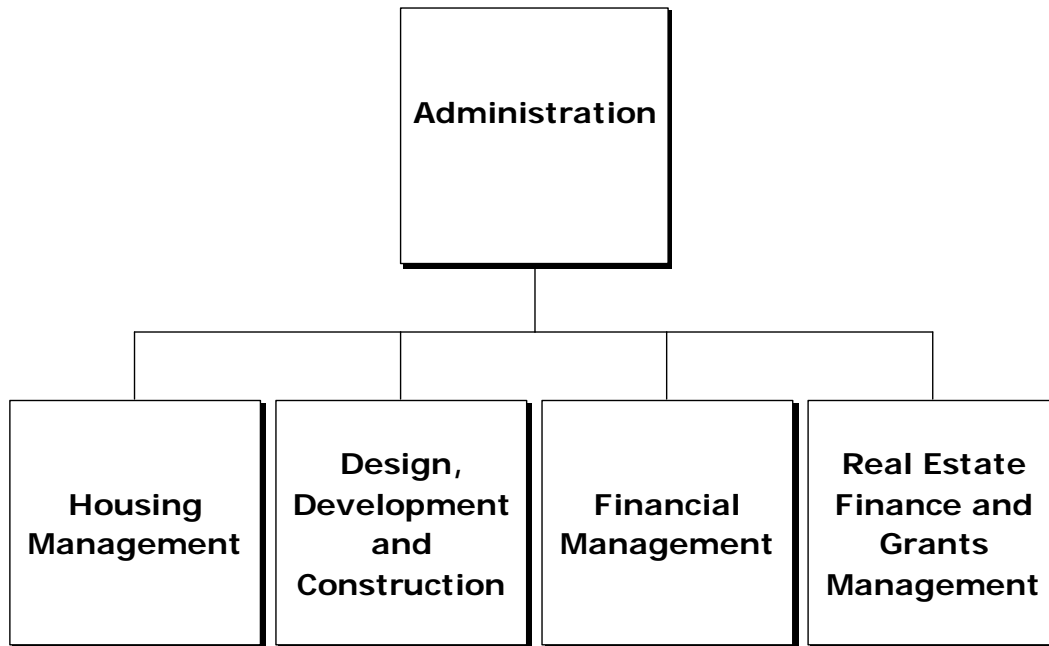 Administration
Housing
Management
Design,
Development
and
Construction
Financial
Management
Real Estate
Finance and
Grants
Management